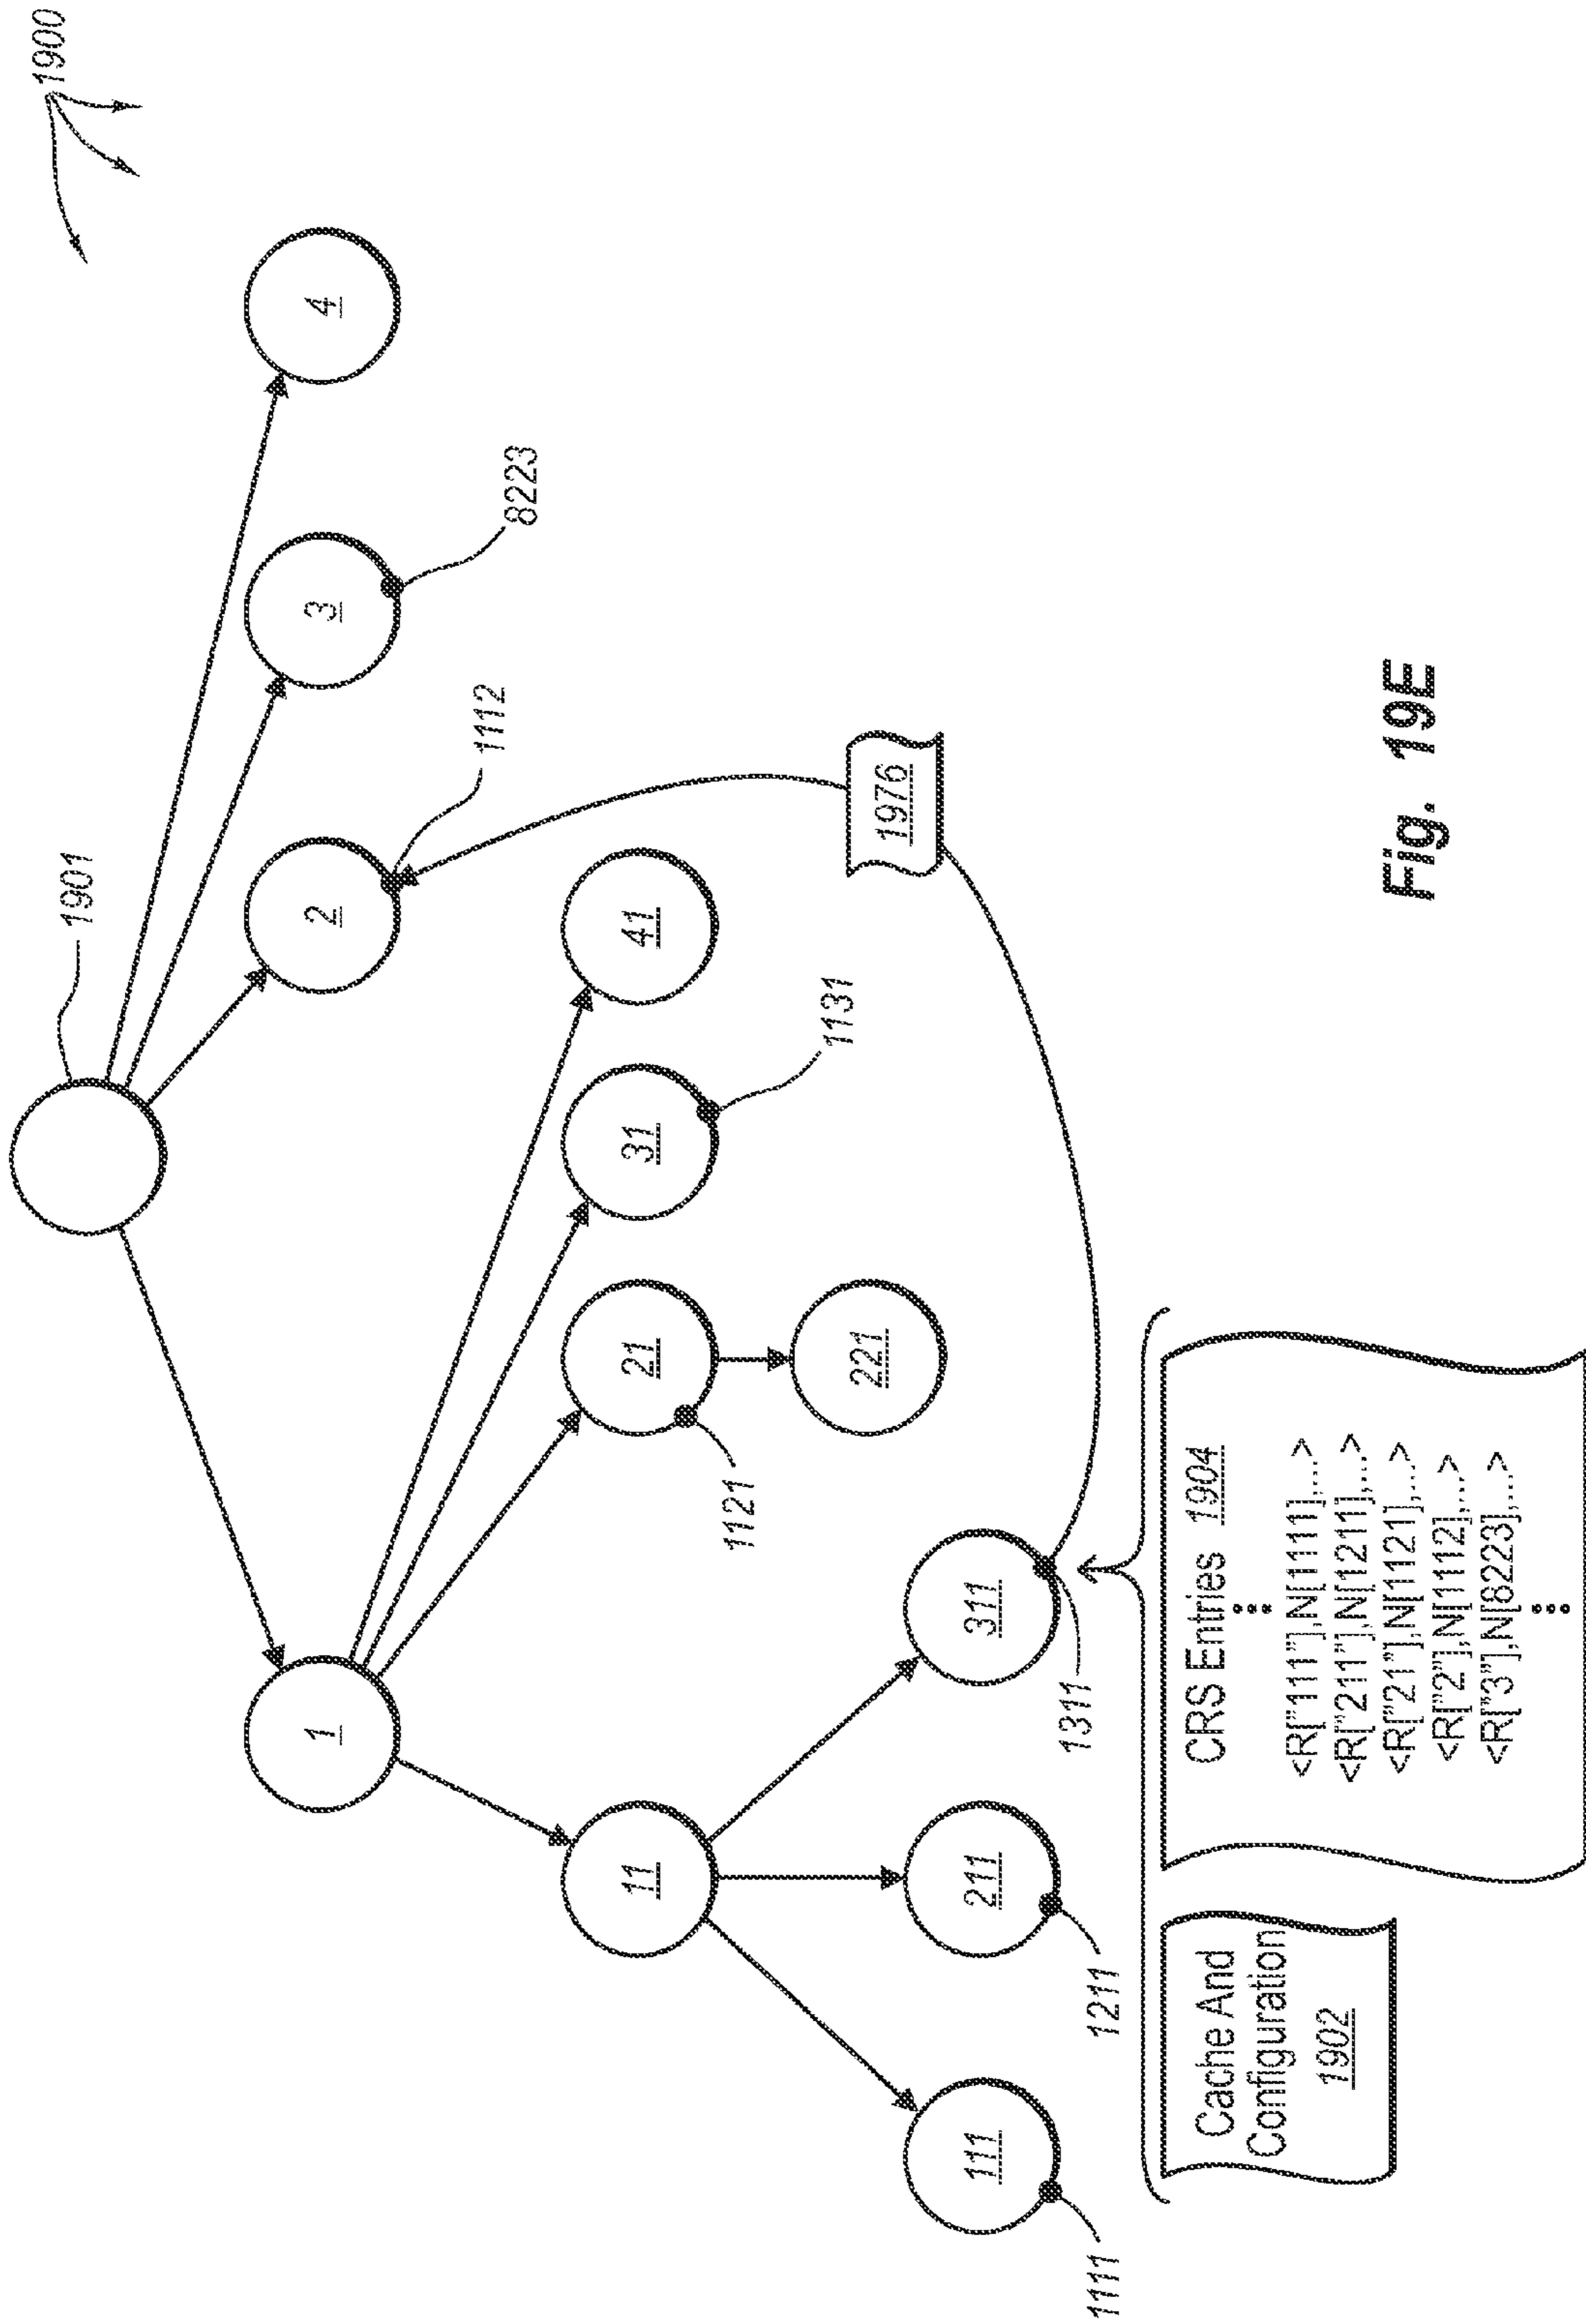 1900
1901
1
2
3
4
1112
8223
11
21
31
41
1121
1131
221
1976
111
211
311
1111
1211
1311
Cache And
Configuration
1902
CRS Entries 1904
<R["111"],N[1111],...>
<R["211"],N[1211],...>
<R["21"],N[1121],...>
<R["2"],N[1112],...>
<R["3"],N[8223],...>
Fig. 19E